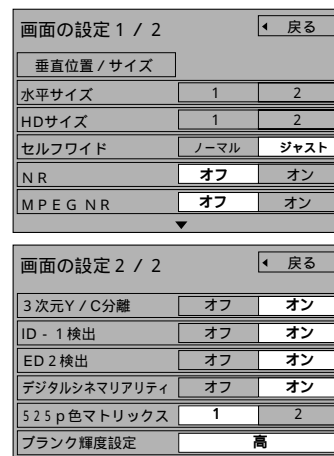 画面の設定１ / ２ ◀ 戻る
垂直位置 / サイズ
水平サイズ 1 2
HDサイズ 1 2
セルフワイド ノーマル ジャスト
ＮＲ オフ オン
ＭＰＥＧ ＮＲ オフ オン
▼
画面の設定２ / ２ ◀ 戻る
３次元Y / C分離 オフ オン
ID - 1検出 オフ オン
ED２検出 オフ オン
デジタルシネマリアリティ オフ オン
５２５ｐ色マトリックス 1 2
ブランク輝度設定 高